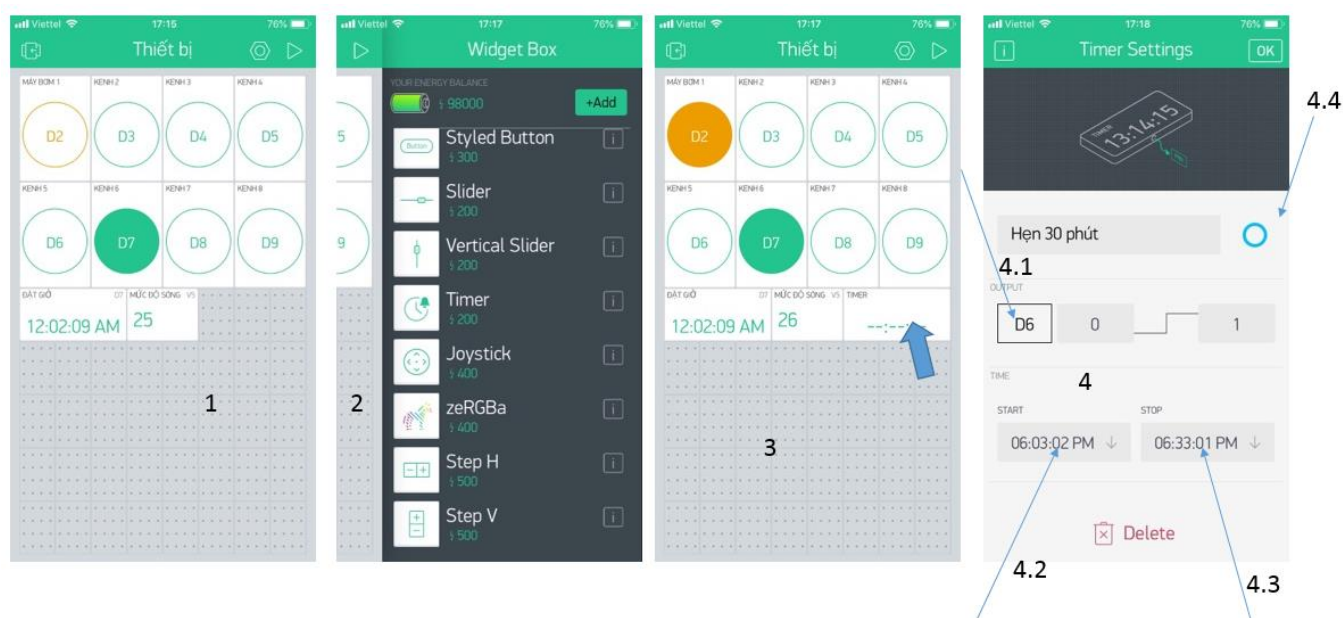 Viettel 17:15 76%
Thiết bị
MÁY BƠM 1 KENH 2 KENH 3 KENH 4
D2 D3 D4 D5
KENH 5 KENH 6 KENH 7 KENH 8
D6 D7 D8 D9
ĐẶT GIỜ D7 MỨC ĐỘ SÓNG V5
12:02:09 AM 25
1
Viettel 17:17 76%
Widget Box
YOUR ENERGY BALANCE
98000 +Add
5
Styled Button i
300
Slider i
200
9
Vertical Slider i
200
Timer i
200
Joystick i
400
2
zeRGBa i
400
Step H i
500
Step V i
500
Viettel 17:17 76%
Thiết bị
MÁY BƠM 1 KENH 2 KENH 3 KENH 4
D2 D3 D4 D5
KENH 5 KENH 6 KENH 7 KENH 8
D6 D7 D8 D9
ĐẶT GIỜ D7 MỨC ĐỘ SÓNG V5 TIMER
12:02:09 AM 26 --:--:--
3
Viettel 17:18 76%
i Timer Settings OK
TIMER 13:14:15
4.4
Hẹn 30 phút
4.1
OUTPUT
D6 0 1
TIME
4
START STOP
06:03:02 PM 06:33:01 PM
Delete
4.2
4.3